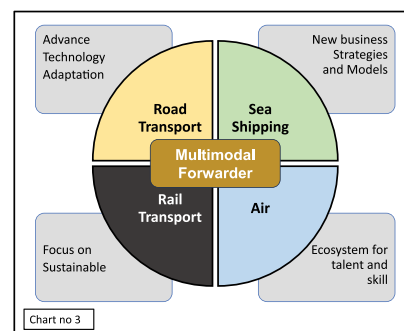 Advance
Technology
Adaptation
New business
Strategies
and Models
Road
Transport
Sea
Shipping
Multimodal
Forwarder
Rail
Transport
Air
Focus on
Sustainable
Ecosystem for
talent and
skill
Chart no 3